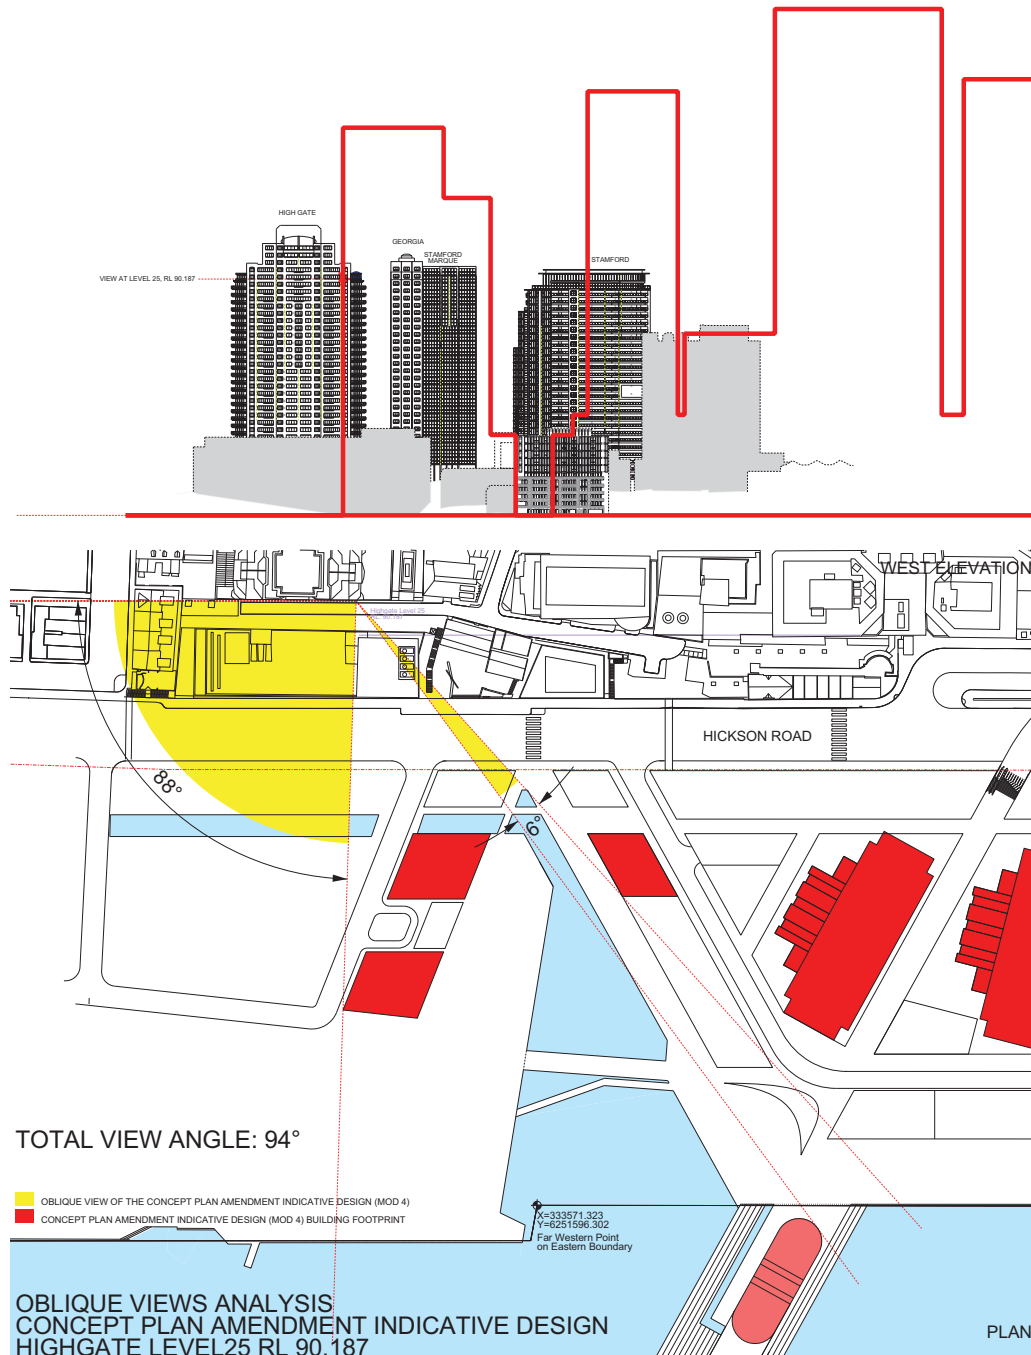 HIGH GATE
GEORGIA
STAMFORD
MARQUE
STAMFORD
VIEW AT LEVEL 25, RL 90.187
WEST ELEVATION
Highgate Level 25
RL 90.187
HICKSON ROAD
88°
6°
TOTAL VIEW ANGLE: 94°
OBLIQUE VIEW OF THE CONCEPT PLAN AMENDMENT INDICATIVE DESIGN (MOD 4)
CONCEPT PLAN AMENDMENT INDICATIVE DESIGN (MOD 4) BUILDING FOOTPRINT
X=333571.323
Y=6251596.302
Far Western Point
on Eastern Boundary
OBLIQUE VIEWS ANALYSIS
CONCEPT PLAN AMENDMENT INDICATIVE DESIGN
HIGHGATE LEVEL25 RL 90.187
PLAN